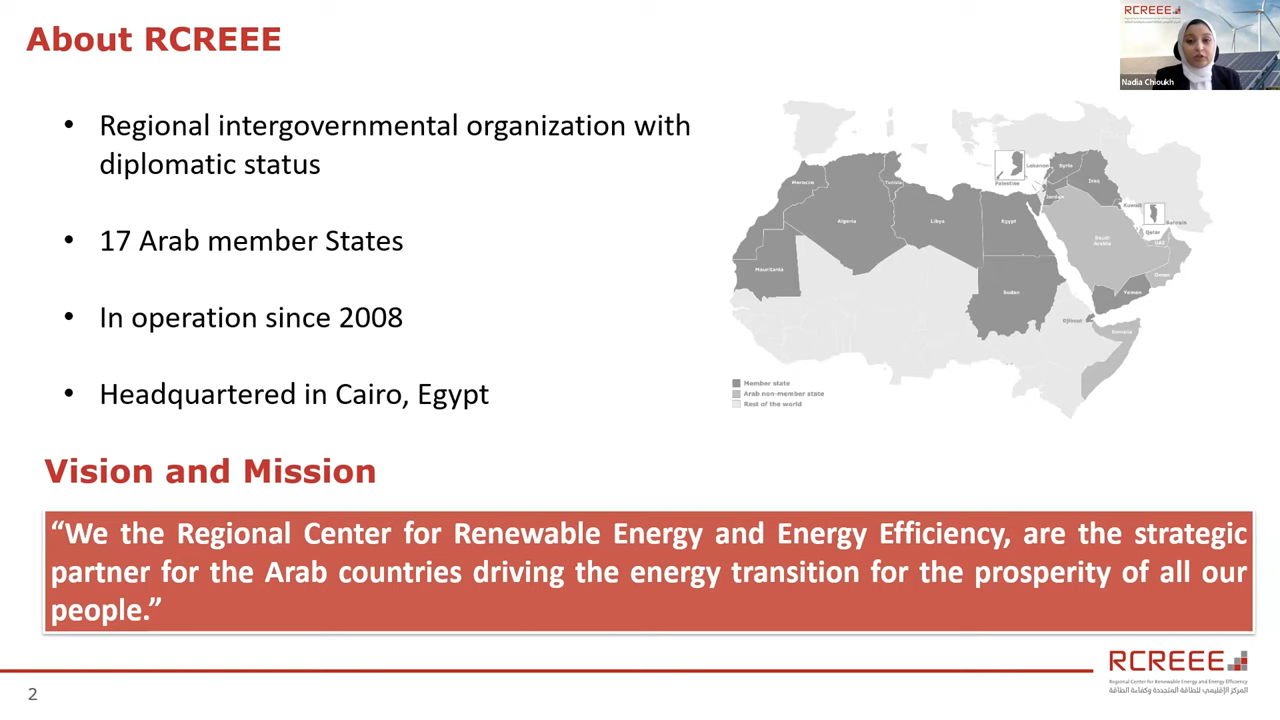 About RCREEE
RCREEE
Nadia Chioukh
• Regional intergovernmental organization with
diplomatic status
• 17 Arab member States
• In operation since 2008
• Headquartered in Cairo, Egypt
Morocco
Algeria
Tunisia
Libya
Egypt
Mauritania
Sudan
Palestine
Lebanon
Syria
Jordan
Iraq
Kuwait
Bahrain
Qatar
UAE
Saudi
Arabia
Oman
Yemen
Djibouti
Somalia
Member state
Arab non-member state
Rest of the world
Vision and Mission
“We the Regional Center for Renewable Energy and Energy Efficiency, are the strategic
partner for the Arab countries driving the energy transition for the prosperity of all our
people.”
RCREEE
Regional Center for Renewable Energy and Energy Efficiency
المركز الإقليمي للطاقة المتجددة وكفاءة الطاقة
2